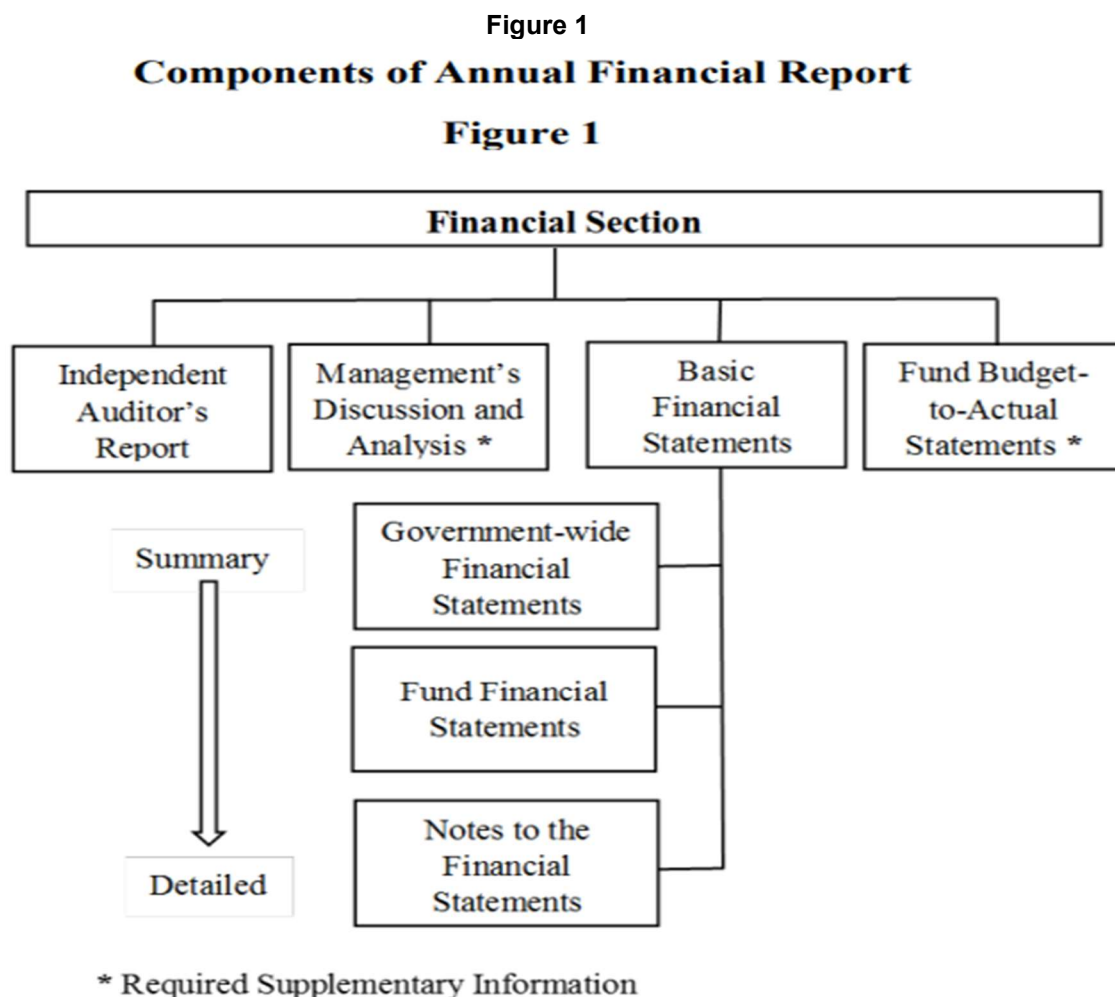 Figure 1
Components of Annual Financial Report
Figure 1
Financial Section
Independent
Auditor's
Report
Management's
Discussion and
Analysis *
Basic
Financial
Statements
Fund Budget-
to-Actual
Statements *
Summary
Detailed
Government-wide
Financial
Statements
Fund Financial
Statements
Notes to the
Financial
Statements
* Required Supplementary Information